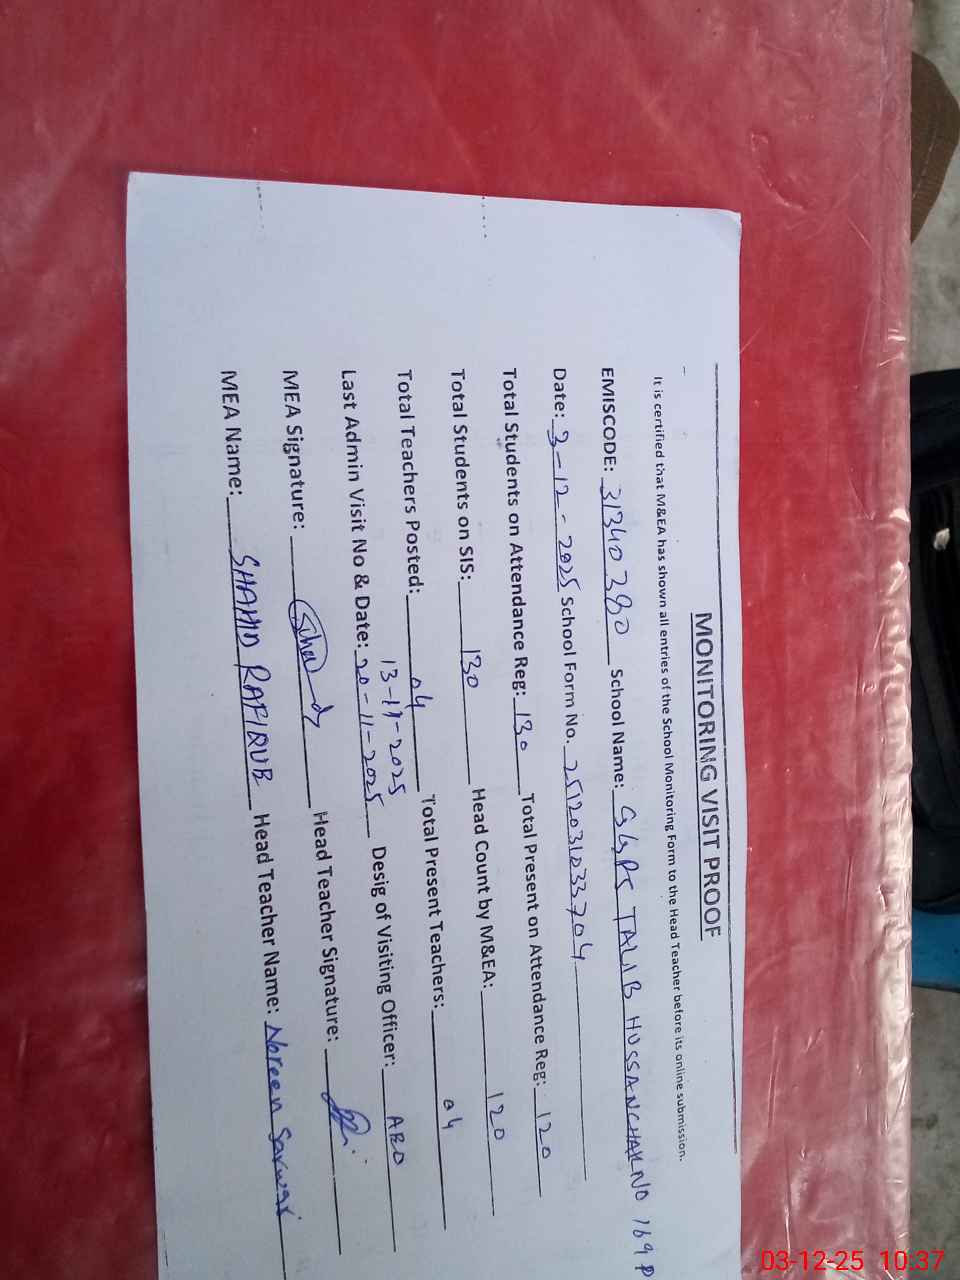 MONITORING VISIT PROOF
It is certified that M&EA has shown all entries of the School Monitoring Form to the Head Teacher before its online submission.
EMISCODE: 31340380 School Name: GGPS TALIB HUSSAN CHAK NO 169 P
Date: 3-12-2025 School Form No. 2512031033704
Total Students on Attendance Reg: 130 Total Present on Attendance Reg: 120
Total Students on SIS: 130 Head Count by M&EA: 120
Total Teachers Posted: 04 Total Present Teachers: 04
13-11-2025
Last Admin Visit No & Date: 20-11-2025 Desig of Visiting Officer: AEO
MEA Signature: Head Teacher Signature:
MEA Name: SHAHID RAFIQUE Head Teacher Name: Noreen Sarwar
03-12-25 10:37